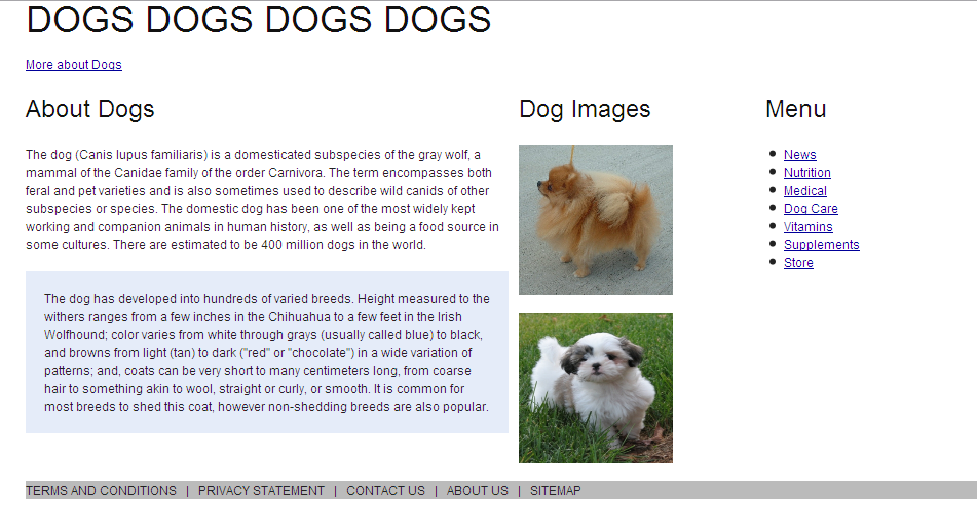 DOGS DOGS DOGS DOGS
More about Dogs
About Dogs
The dog (Canis lupus familiaris) is a domesticated subspecies of the gray wolf, a
mammal of the Canidae family of the order Carnivora. The term encompasses both
feral and pet varieties and is also sometimes used to describe wild canids of other
subspecies or species. The domestic dog has been one of the most widely kept
working and companion animals in human history, as well as being a food source in
some cultures. There are estimated to be 400 million dogs in the world.
The dog has developed into hundreds of varied breeds. Height measured to the
withers ranges from a few inches in the Chihuahua to a few feet in the Irish
Wolfhound; color varies from white through grays (usually called blue) to black,
and browns from light (tan) to dark ("red" or "chocolate") in a wide variation of
patterns; and, coats can be very short to many centimeters long, from coarse
hair to something akin to wool, straight or curly, or smooth. It is common for
most breeds to shed this coat, however non-shedding breeds are also popular.
Dog Images
Menu
News
Nutrition
Medical
Dog Care
Vitamins
Supplements
Store
TERMS AND CONDITIONS | PRIVACY STATEMENT | CONTACT US | ABOUT US | SITEMAP